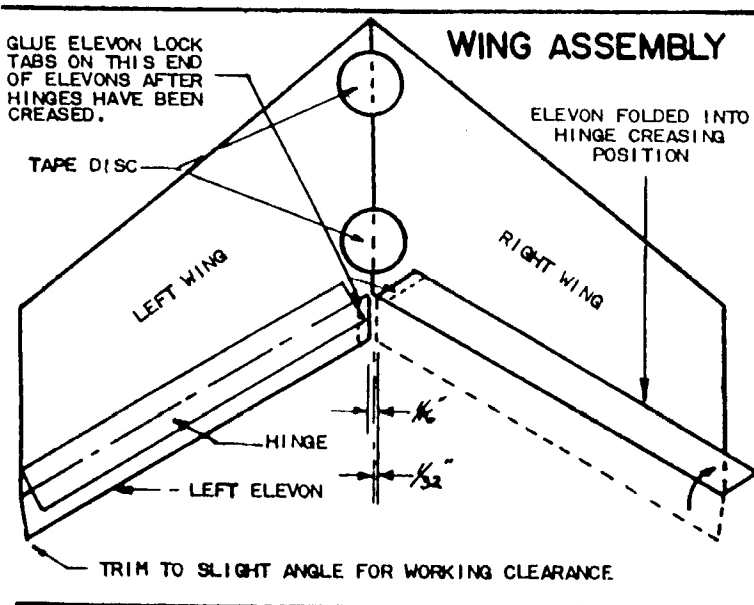 WING ASSEMBLY
GLUE ELEVON LOCK
TABS ON THIS END
OF ELEVONS AFTER
HINGES HAVE BEEN
CREASED.
ELEVON FOLDED INTO
HINGE CREASING
POSITION
TAPE DISC
LEFT WING
RIGHT WING
1/16"
HINGE
1/32"
LEFT ELEVON
TRIM TO SLIGHT ANGLE FOR WORKING CLEARANCE